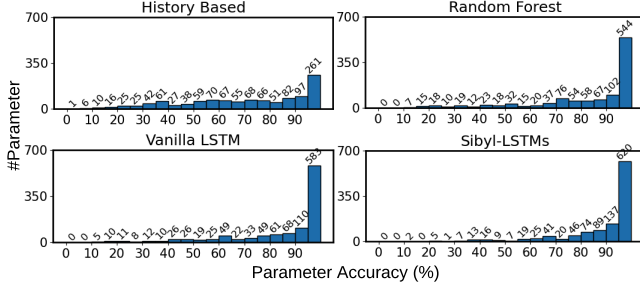 History Based
Random Forest
700
350
0
1 6 10 16 25 25 42 61 27 38 59 70 67 55 68 66 51 82 97 261
0 10 20 30 40 50 60 70 80 90
700
350
0
0 0 7 15 18 10 19 12 23 18 32 15 20 37 76 54 58 67 102 544
0 10 20 30 40 50 60 70 80 90
#Parameter
Vanilla LSTM
Sibyl-LSTMs
700
350
0
0 0 5 10 11 8 12 10 26 26 19 25 49 22 33 49 61 68 110 583
0 10 20 30 40 50 60 70 80 90
700
350
0
0 0 2 0 5 1 7 13 16 9 7 19 25 41 20 46 74 89 137 620
0 10 20 30 40 50 60 70 80 90
Parameter Accuracy (%)